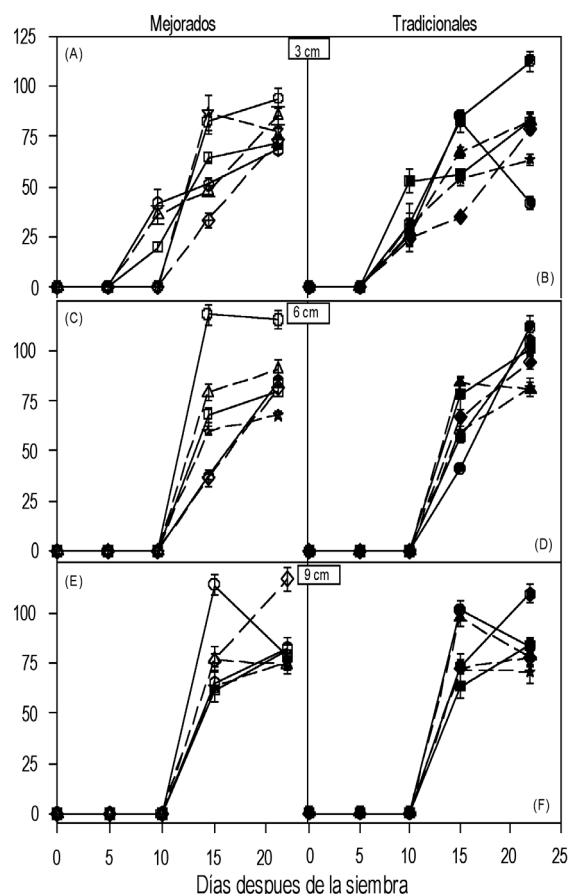 Mejorados Tradicionales
3 cm
125
100
75
50
25
0
(A)
(B)
6 cm
100
75
50
25
0
(C)
(D)
9 cm
100
75
50
25
0
(E)
(F)
0 5 10 15 20 0 5 10 15 20 25
Días despues de la siembra